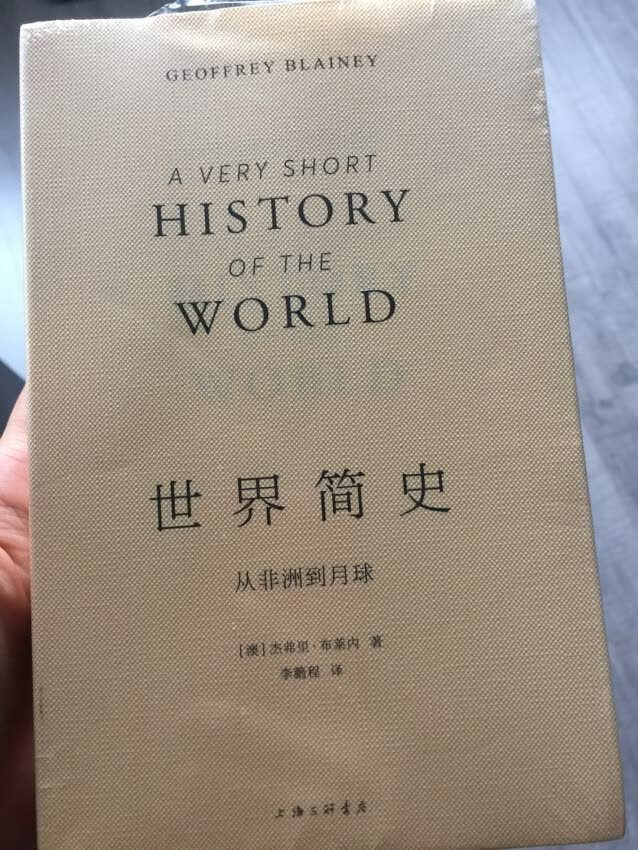 GEOFFREY BLAINEY
A VERY SHORT
HISTORY
OF THE
WORLD
WORLD
世界简史
从非洲到月球
[澳]杰弗里·布莱内 著
李鹏程 译
上海三联书店